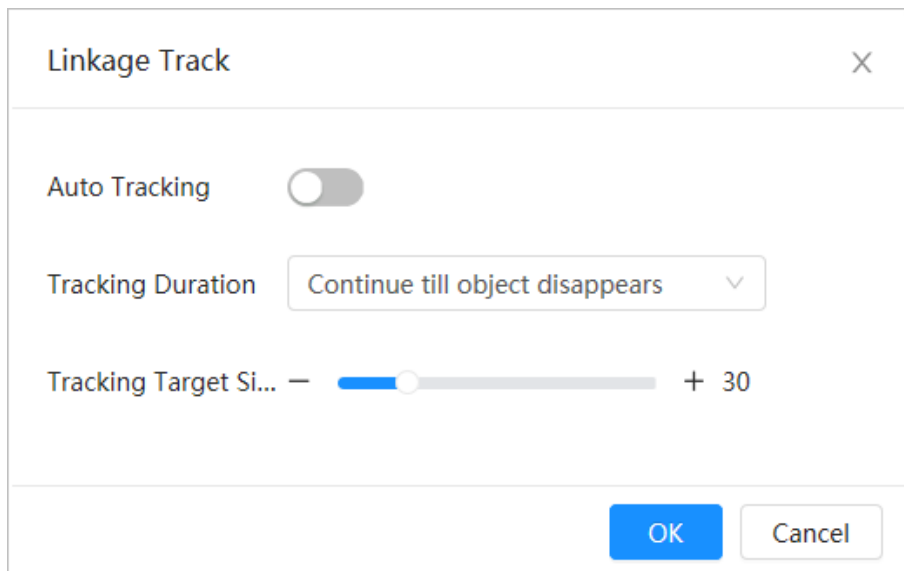 Linkage Track
Auto Tracking
Tracking Duration Continue till object disappears
Tracking Target Si... − + 30
OK Cancel